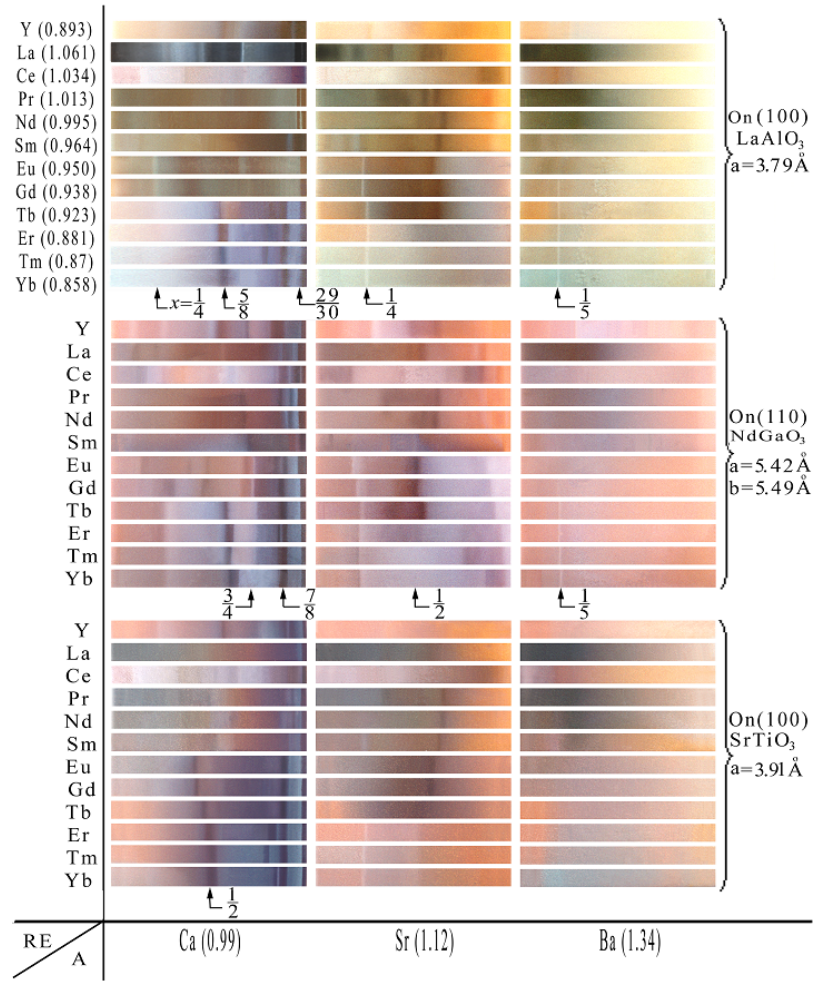 Y (0.893)
La (1.061)
Ce (1.034)
Pr (1.013)
Nd (0.995)
Sm (0.964)
Eu (0.950)
Gd (0.938)
Tb (0.923)
Er (0.881)
Tm (0.87)
Yb (0.858)
On (100)
LaAlO₃
a=3.79 Å
x=1/4
5/8
29/30
1/4
1/5
Y
La
Ce
Pr
Nd
Sm
Eu
Gd
Tb
Er
Tm
Yb
On (110)
NdGaO₃
a=5.42 Å
b=5.49 Å
3/4
7/8
1/2
1/5
Y
La
Ce
Pr
Nd
Sm
Eu
Gd
Tb
Er
Tm
Yb
On (100)
SrTiO₃
a=3.91 Å
1/2
RE
A
Ca (0.99)
Sr (1.12)
Ba (1.34)